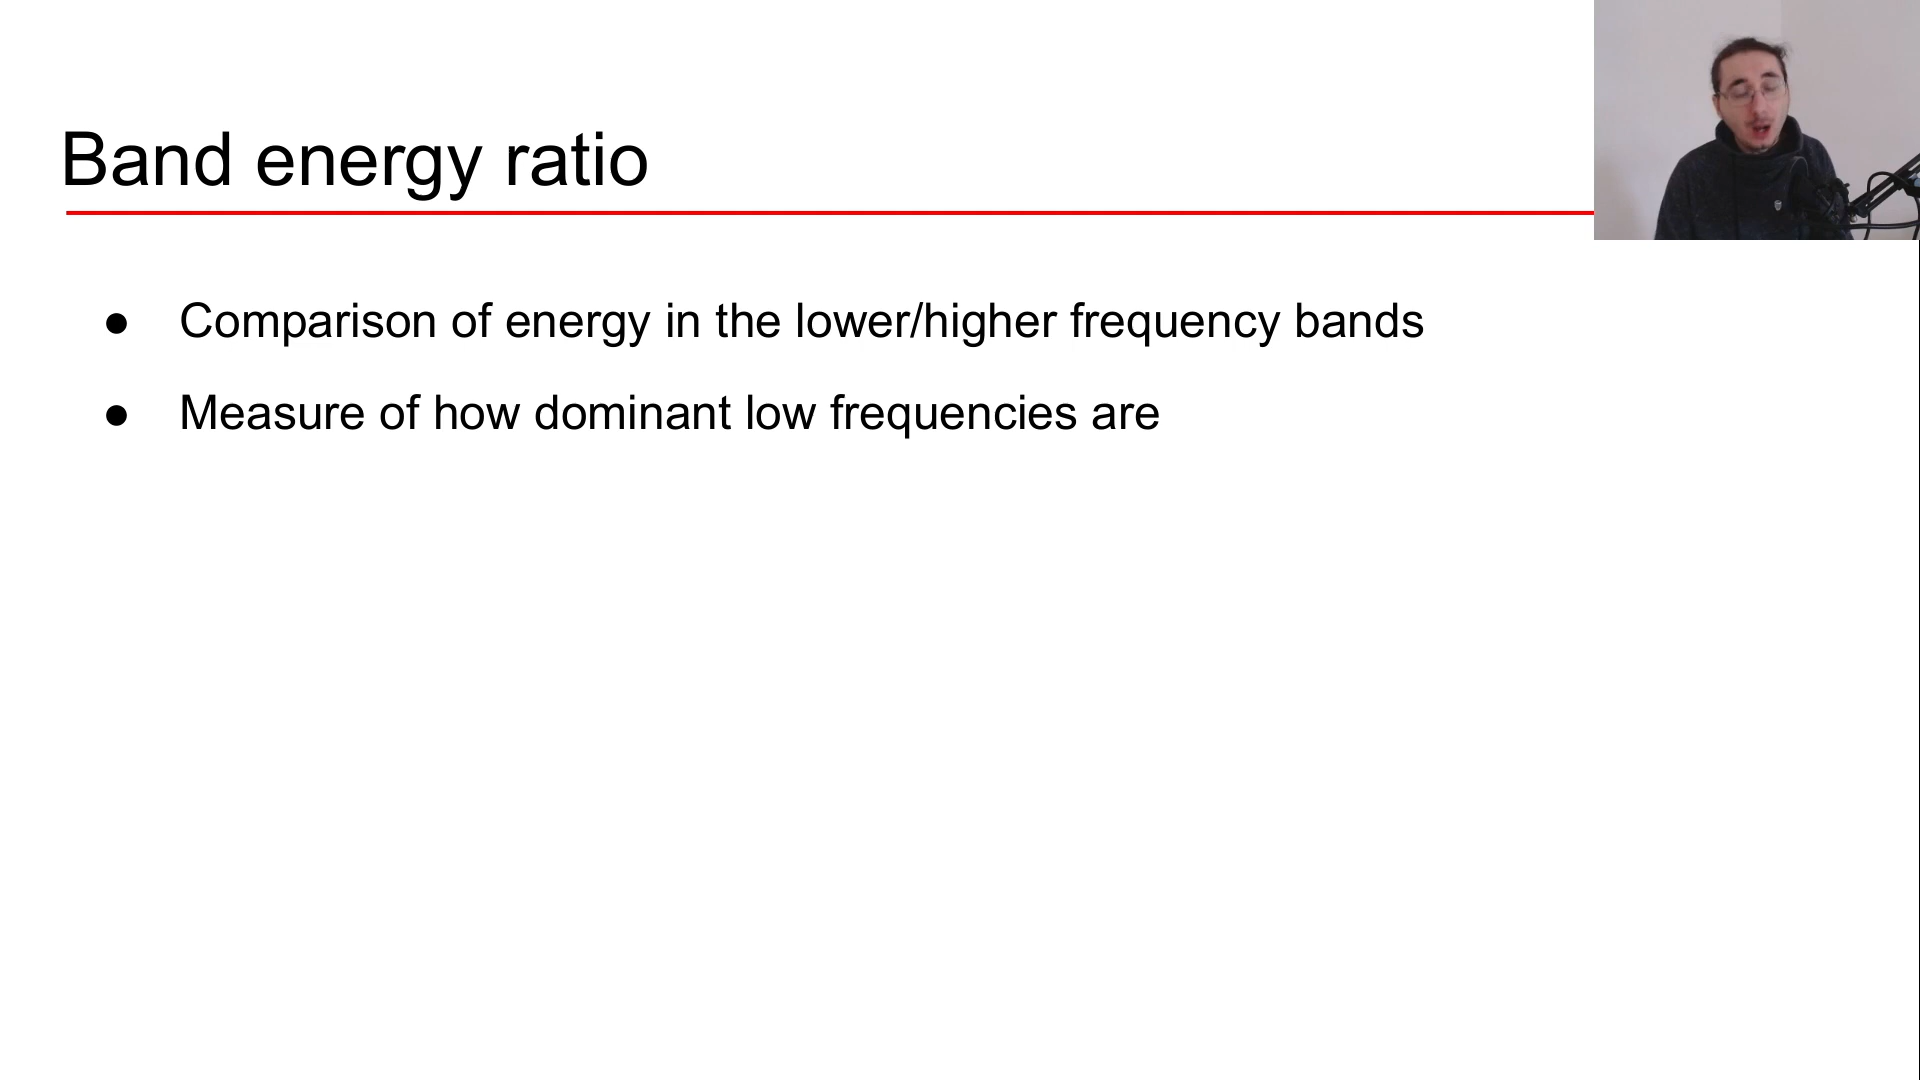 Band energy ratio
● Comparison of energy in the lower/higher frequency bands
● Measure of how dominant low frequencies are